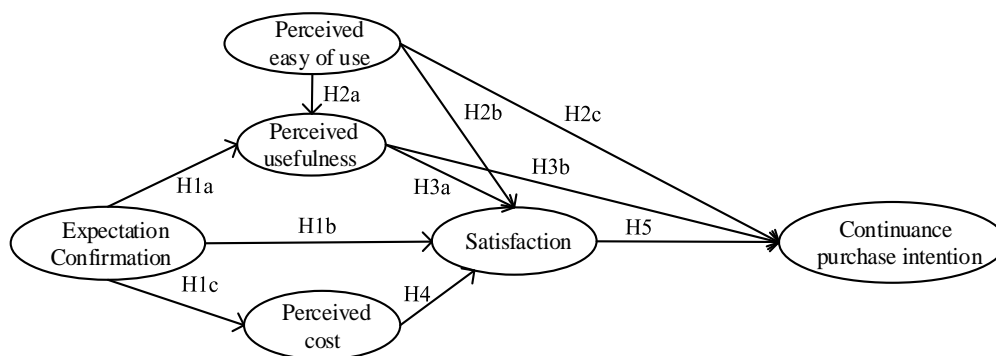 Perceived
easy of use
H2a
H2b
H2c
Perceived
usefulness
H1a
H3a
H3b
Expectation
Confirmation
H1b
Satisfaction
H5
Continuance
purchase intention
H1c
H4
Perceived
cost